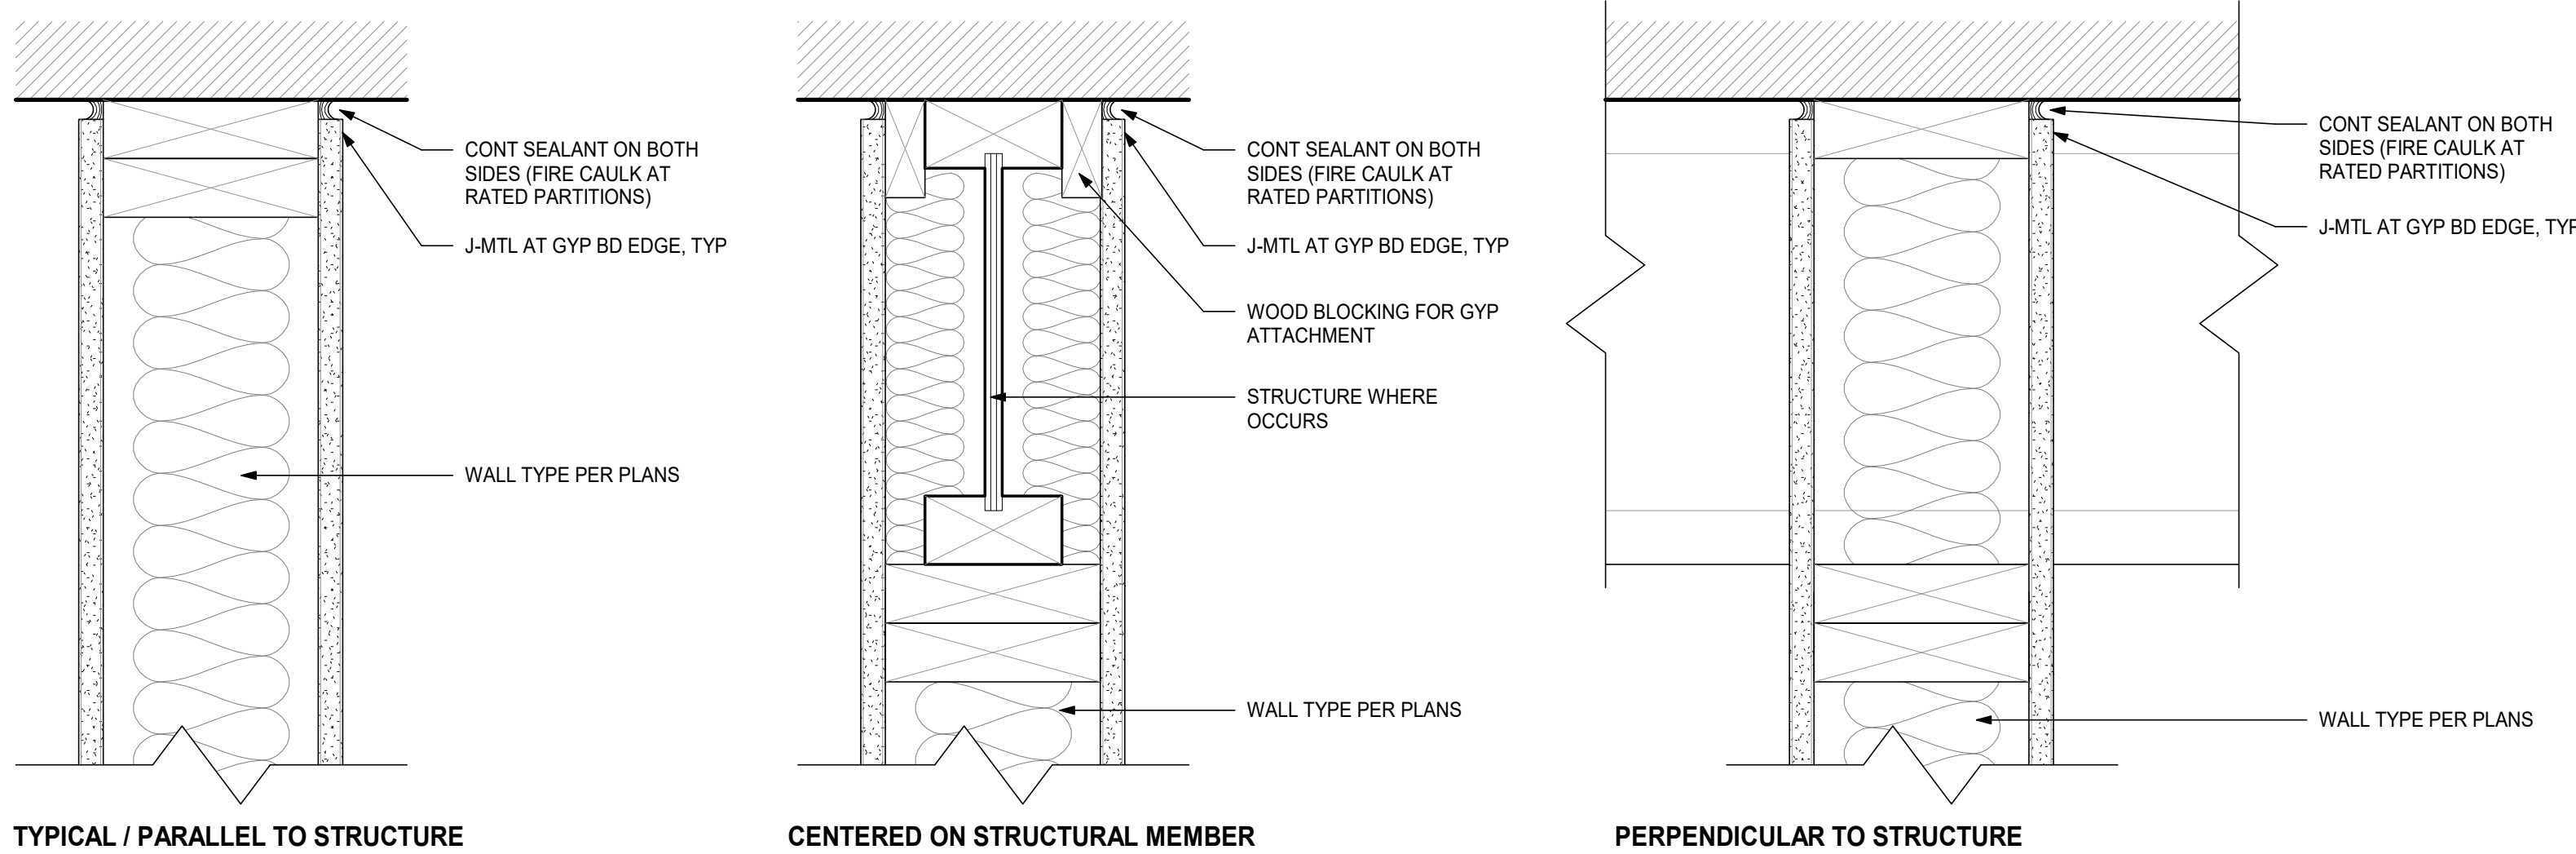 CONT SEALANT ON BOTH
SIDES (FIRE CAULK AT
RATED PARTITIONS)
J-MTL AT GYP BD EDGE, TYP
WALL TYPE PER PLANS
TYPICAL / PARALLEL TO STRUCTURE
CONT SEALANT ON BOTH
SIDES (FIRE CAULK AT
RATED PARTITIONS)
J-MTL AT GYP BD EDGE, TYP
WOOD BLOCKING FOR GYP
ATTACHMENT
STRUCTURE WHERE
OCCURS
WALL TYPE PER PLANS
CENTERED ON STRUCTURAL MEMBER
CONT SEALANT ON BOTH
SIDES (FIRE CAULK AT
RATED PARTITIONS)
J-MTL AT GYP BD EDGE, TYP
WALL TYPE PER PLANS
PERPENDICULAR TO STRUCTURE